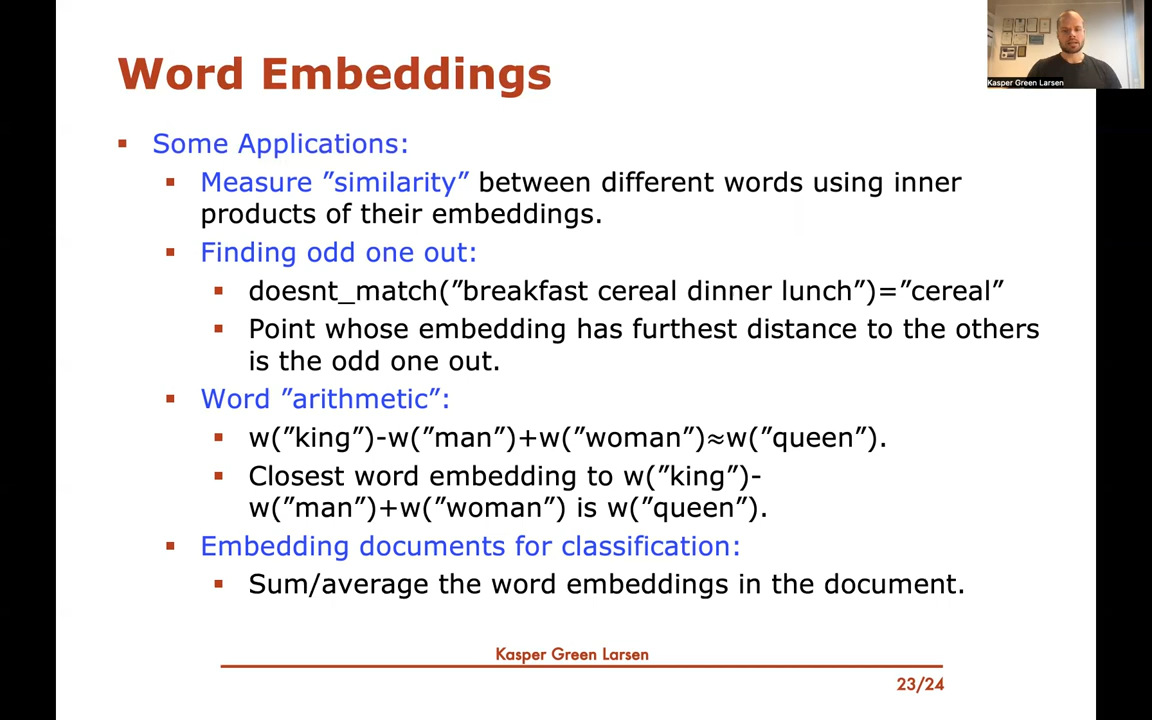 Word Embeddings
Kasper Green Larsen
▪ Some Applications:
▪ Measure ”similarity” between different words using inner
products of their embeddings.
▪ Finding odd one out:
▪ doesnt_match(”breakfast cereal dinner lunch”)=”cereal”
▪ Point whose embedding has furthest distance to the others
is the odd one out.
▪ Word ”arithmetic”:
▪ w(”king”)-w(”man”)+w(”woman”)≈w(”queen”).
▪ Closest word embedding to w(”king”)-
w(”man”)+w(”woman”) is w(”queen”).
▪ Embedding documents for classification:
▪ Sum/average the word embeddings in the document.
Kasper Green Larsen
23/24